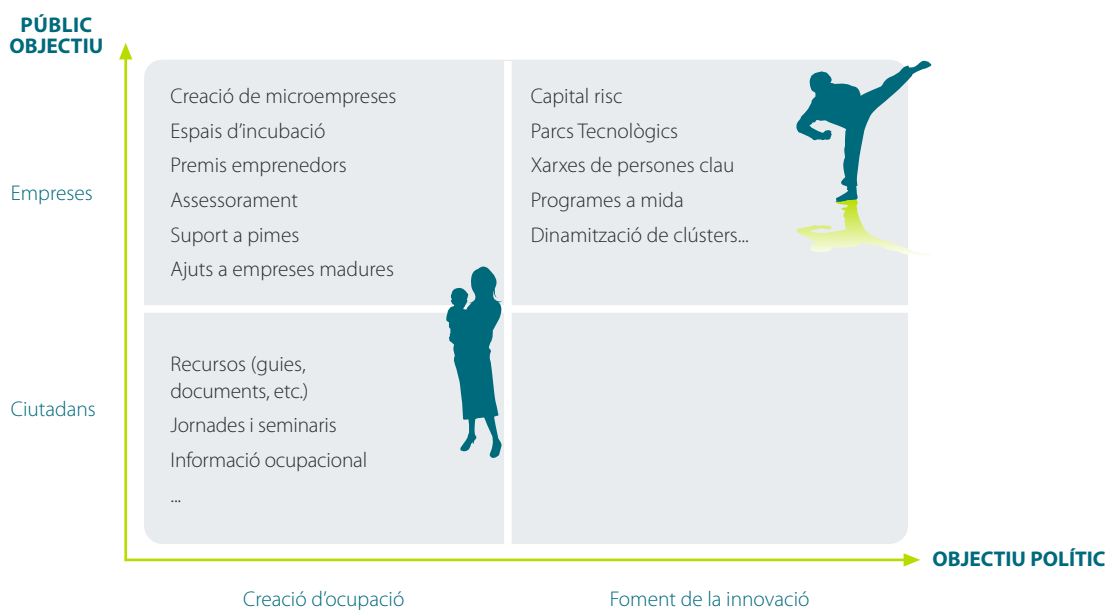 PÚBLIC
OBJECTIU
Empreses
Creació de microempreses
Espais d'incubació
Premis emprenedors
Assessorament
Suport a pimes
Ajuts a empreses madures
Capital risc
Parcs Tecnològics
Xarxes de persones clau
Programes a mida
Dinamització de clústers...
Ciutadans
Recursos (guies,
documents, etc.)
Jornades i seminaris
Informació ocupacional
...
OBJECTIU POLÍTIC
Creació d'ocupació
Foment de la innovació